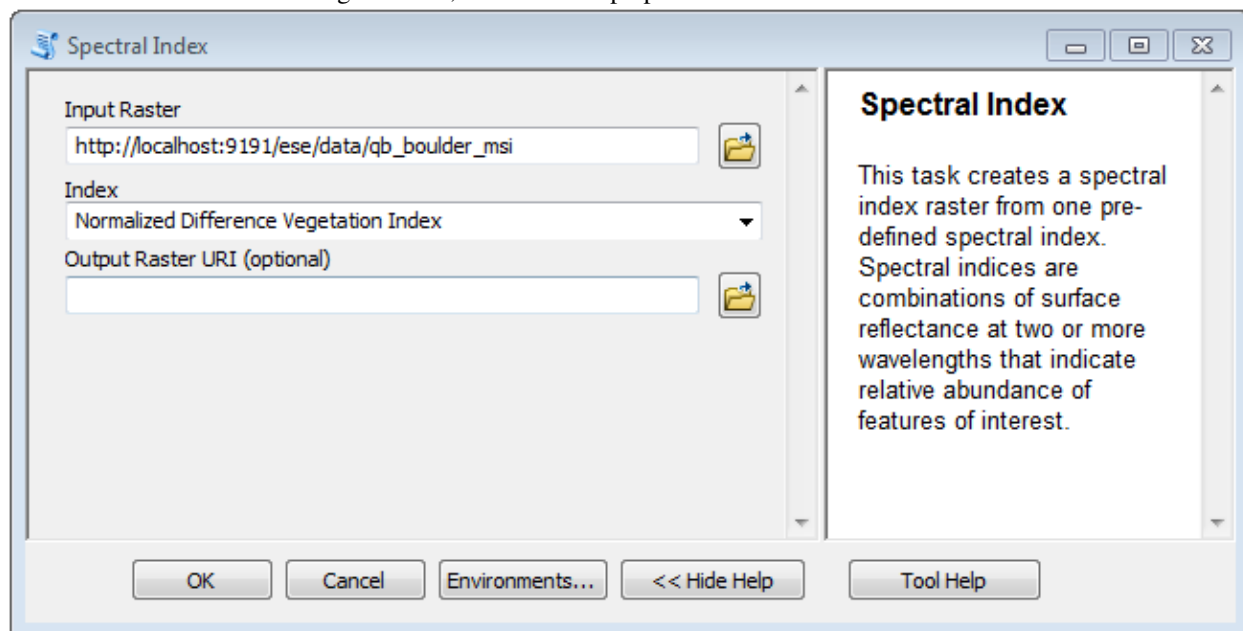 Spectral Index
Input Raster
http://localhost:9191/ese/data/qb_boulder_msi
Index
Normalized Difference Vegetation Index
Output Raster URI (optional)
Spectral Index
This task creates a spectral
index raster from one pre-
defined spectral index.
Spectral indices are
combinations of surface
reflectance at two or more
wavelengths that indicate
relative abundance of
features of interest.
OK
Cancel
Environments...
<< Hide Help
Tool Help